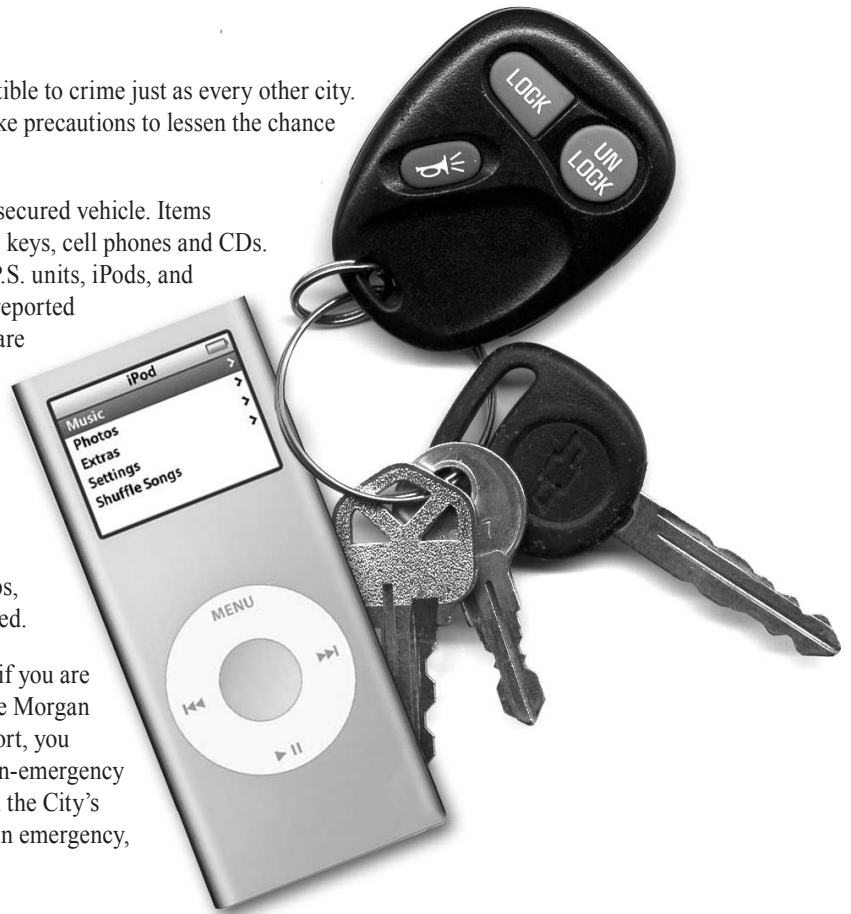 tible to crime just as every other city.
ke precautions to lessen the chance
secured vehicle. Items
keys, cell phones and CDs.
P.S. units, iPods, and
reported
are
os,
ed.
if you are
e Morgan
ort, you
n-emergency
the City's
an emergency,
LOCK
UN
LOCK
iPod
Music
Photos
Extras
Settings
Shuffle Songs
MENU